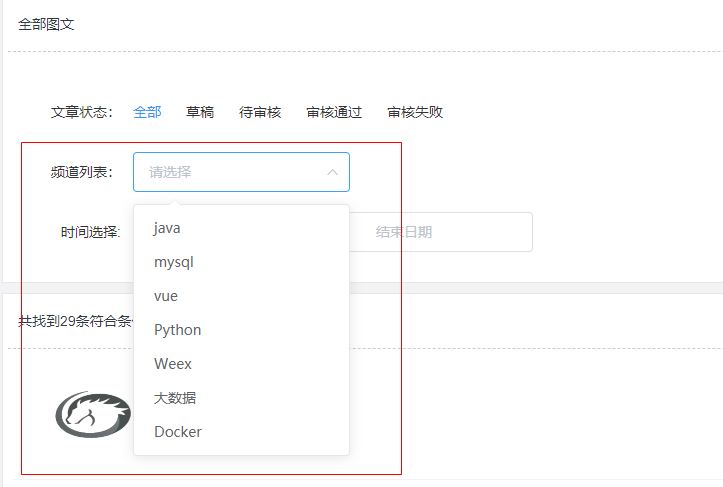 全部图文
文章状态： 全部 草稿 待审核 审核通过 审核失败
频道列表： 请选择
时间选择: 结束日期
java
mysql
vue
共找到29条符合条
Python
Weex
大数据
Docker